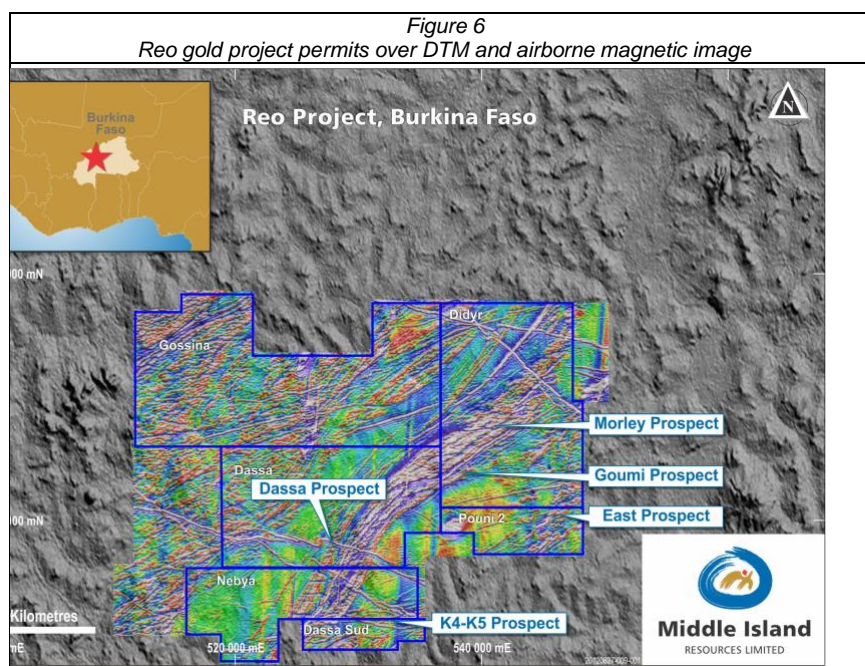 Figure 6
Reo gold project permits over DTM and airborne magnetic image
Burkina
Faso
Reo Project, Burkina Faso
N
000 mN
Didyr
Gossina
Morley Prospect
Dassa
Goumi Prospect
Dassa Prospect
Pouni 2
East Prospect
000 mN
Nebya
K4-K5 Prospect
Kilometres
Dassa Sud
Middle Island
RESOURCES LIMITED
mE
520 000 mE
540 000 mE